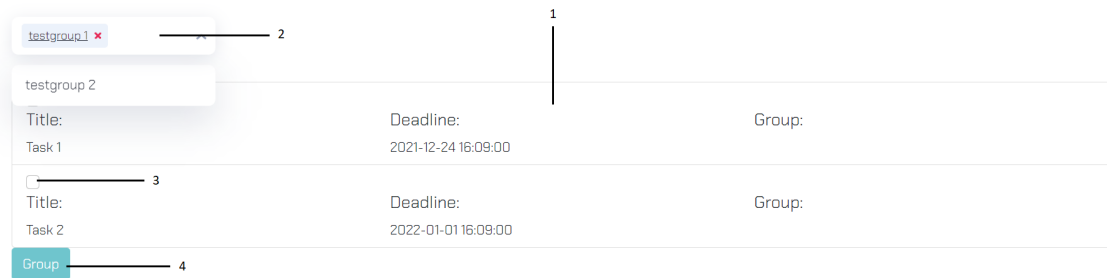 1
testgroup 1 ×
2
testgroup 2
Title: Deadline: Group:
Task 1 2021-12-24 16:09:00
3
Title: Deadline: Group:
Task 2 2022-01-01 16:09:00
Group
4